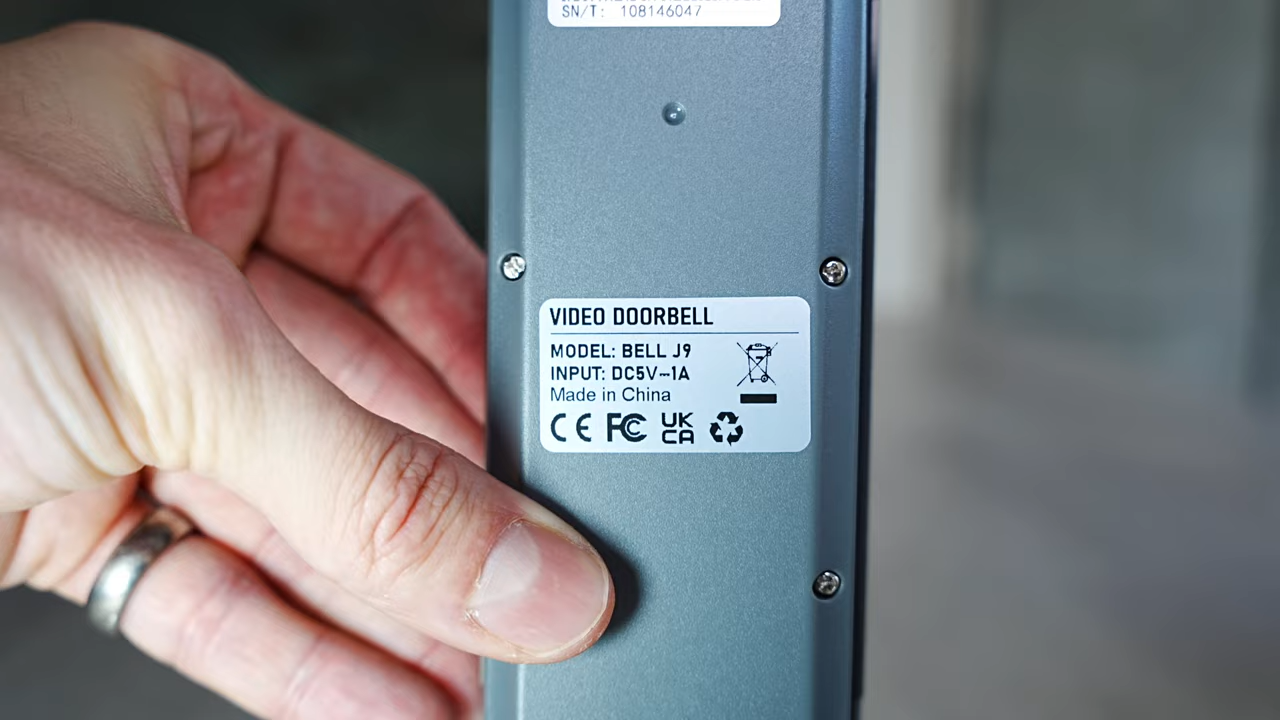 SN/T: 108146047
VIDEO DOORBELL
MODEL: BELL J9
INPUT: DC5V⎓1A
Made in China
CE FC UK
CA